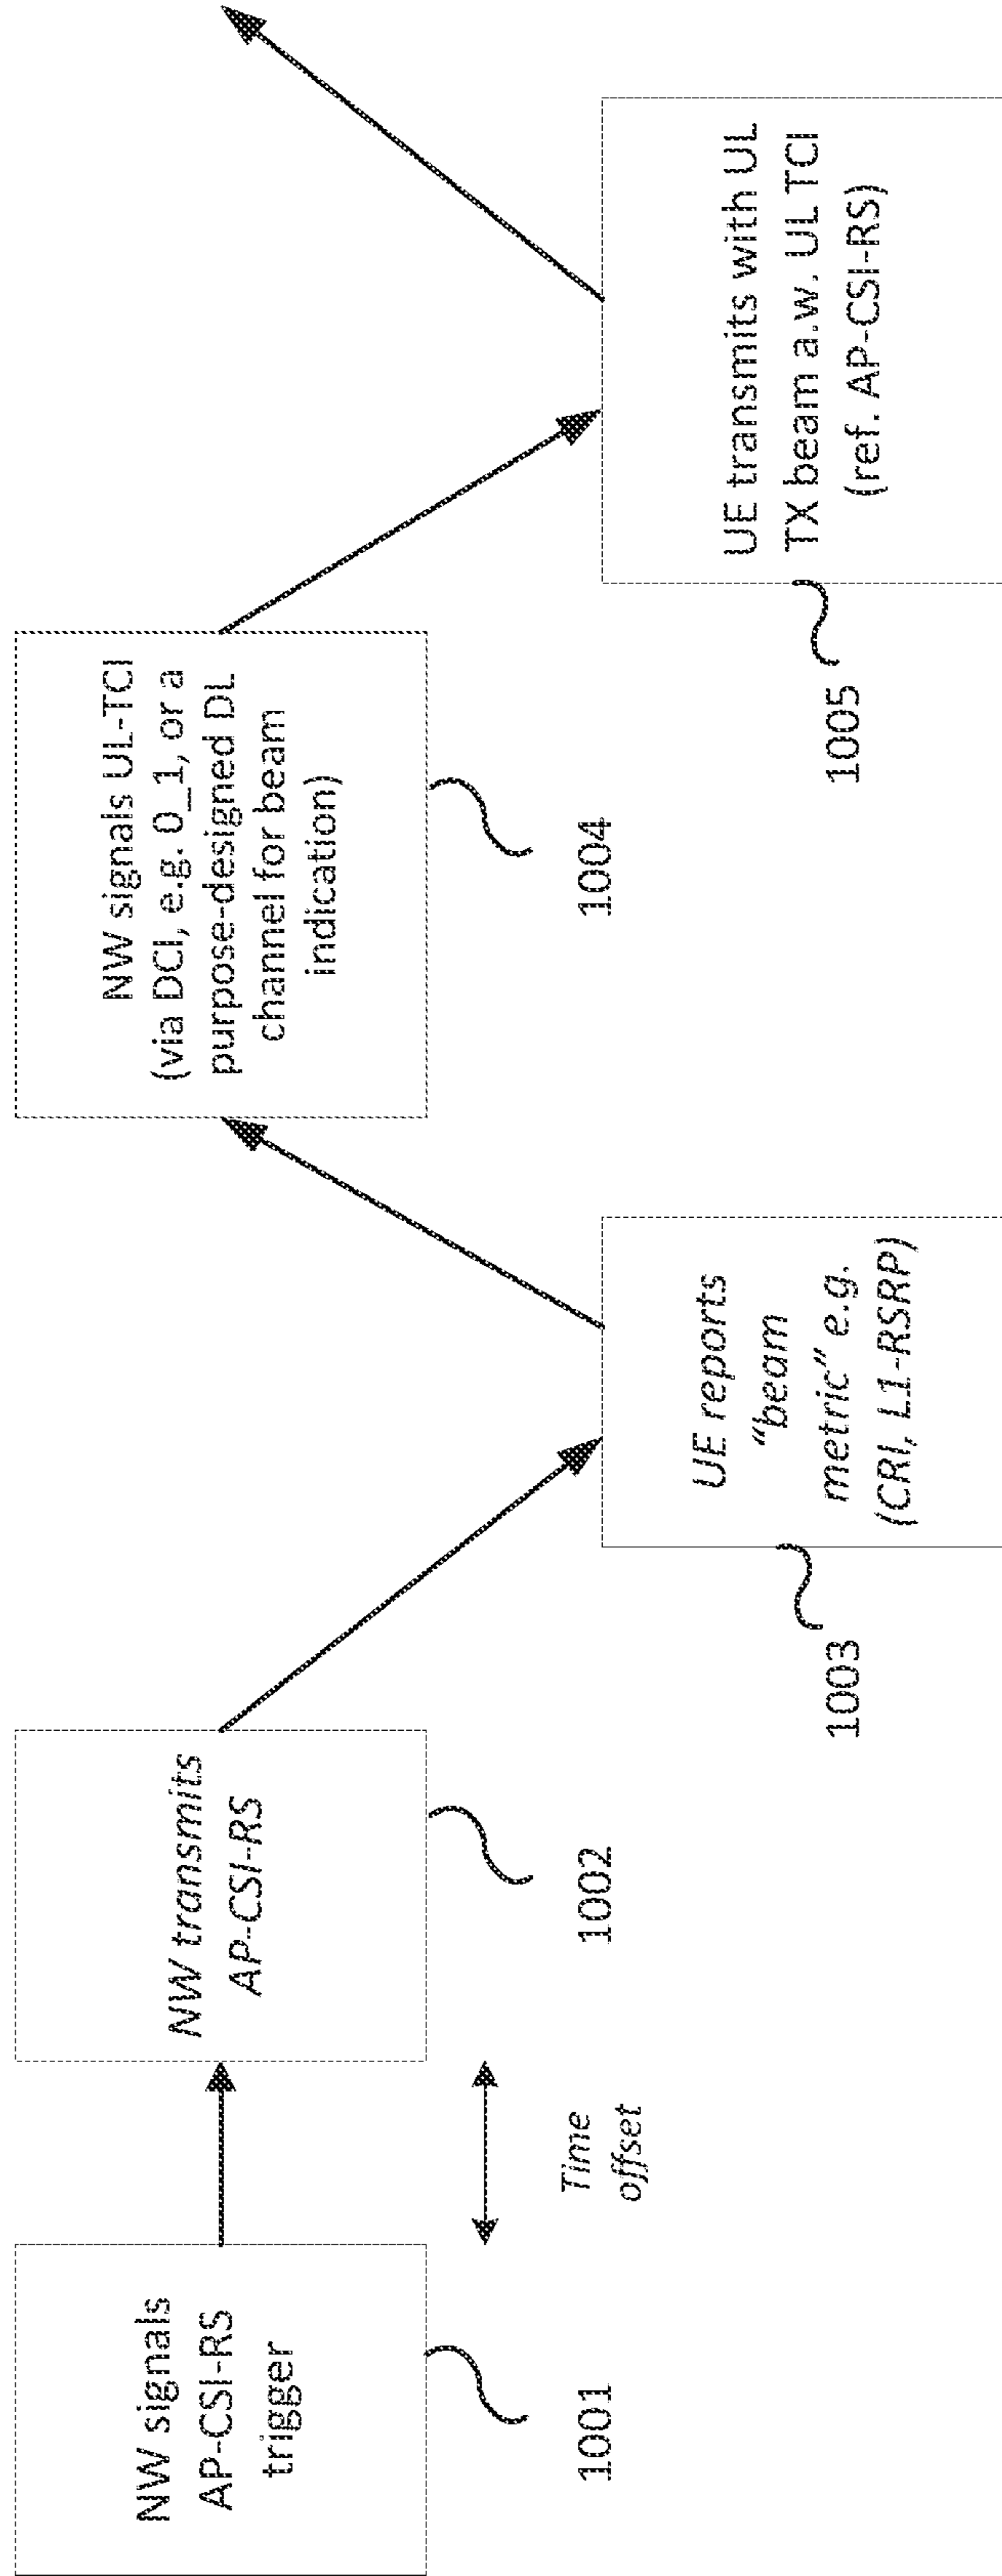 NW signals
AP-CSI-RS
trigger
1001
Time
offset
NW transmits
AP-CSI-RS
1002
UE reports
“beam
metric” e.g.
(CRI, L1-RSRP)
1003
NW signals UL-TCI
(via DCI, e.g. 0_1, or a
purpose-designed DL
channel for beam
indication)
1004
UE transmits with UL
TX beam a.w. UL TCI
(ref. AP-CSI-RS)
1005